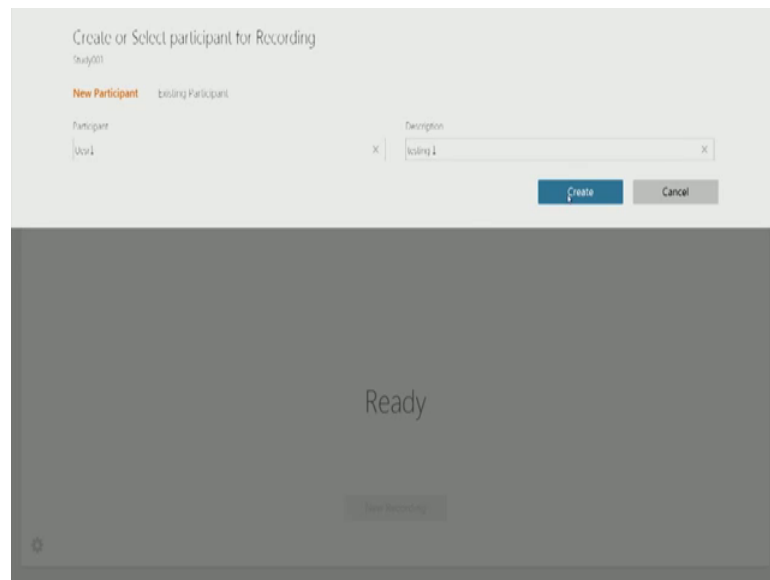 Create or Select participant for Recording
Study001
New Participant Existing Participant
Participant Description
User1 testing 1
Create Cancel
Ready
New Recording